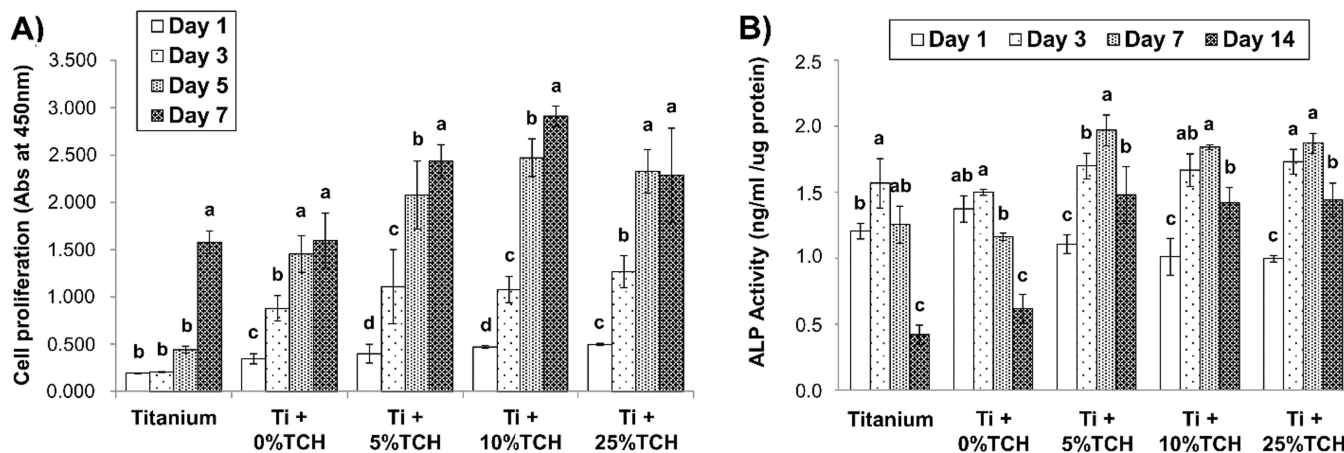 A)
Day 1
Day 3
Day 5
Day 7
Cell proliferation (Abs at 450nm)
3.500
3.000
2.500
2.000
1.500
1.000
0.500
0.000
b b b a
c b a a
d c b a
d c b a
c b a a
Titanium
Ti +
0%TCH
Ti +
5%TCH
Ti +
10%TCH
Ti +
25%TCH
B)
Day 1 Day 3 Day 7 Day 14
ALP Activity (ng/ml /ug protein)
2.5
2.0
1.5
1.0
0.5
0.0
b a ab c
ab a b c
c b a b
c ab a b
c a a b
Titanium
Ti +
0%TCH
Ti +
5%TCH
Ti +
10%TCH
Ti +
25%TCH